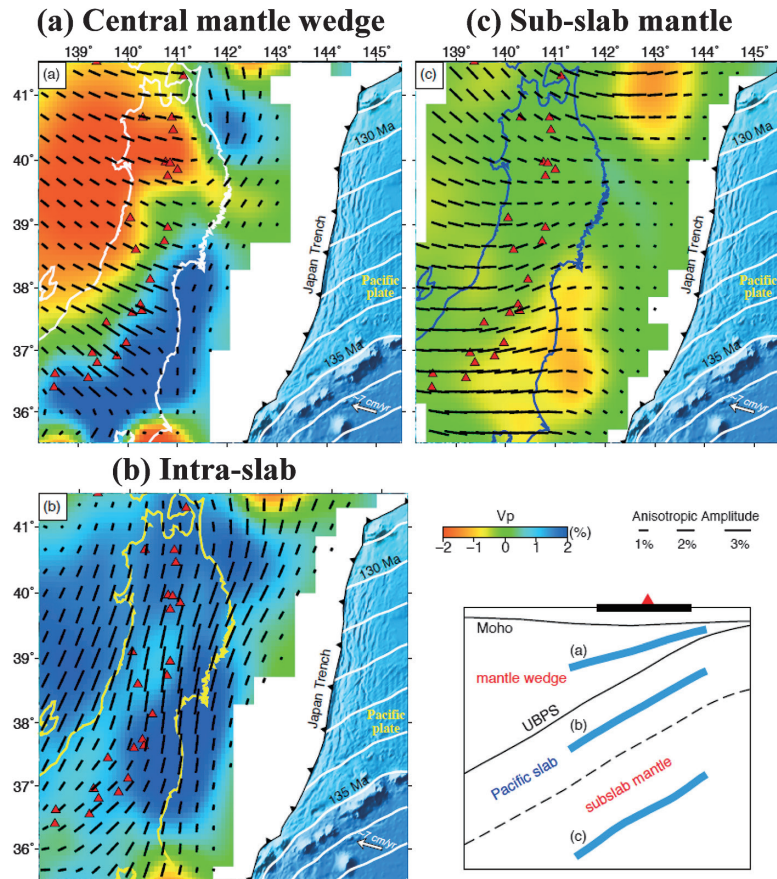 (a) Central mantle wedge
139° 140° 141° 142° 143° 144° 145°
(a)
41°
40°
39°
38°
37°
36°
130 Ma
Japan Trench
Pacific
plate
135 Ma
~7 cm/yr
(c) Sub-slab mantle
139° 140° 141° 142° 143° 144° 145°
(c)
41°
40°
39°
38°
37°
36°
130 Ma
Japan Trench
Pacific
plate
135 Ma
~7 cm/yr
(b) Intra-slab
(b)
41°
40°
39°
38°
37°
36°
130 Ma
Japan Trench
Pacific
plate
135 Ma
~7 cm/yr
Vp
(%)
−2 −1 0 1 2
Anisotropic Amplitude
1% 2% 3%
Moho
(a)
mantle wedge
UBPS
(b)
Pacific slab
subslab mantle
(c)